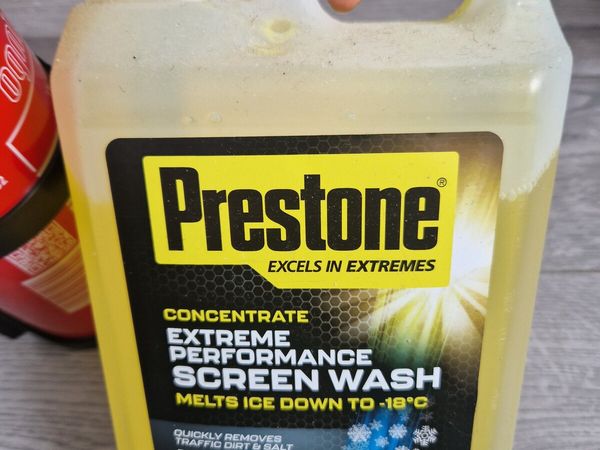 Prestone®
EXCELS IN EXTREMES
CONCENTRATE
EXTREME
PERFORMANCE
SCREEN WASH
MELTS ICE DOWN TO -18°C
QUICKLY REMOVES
TRAFFIC DIRT & SALT